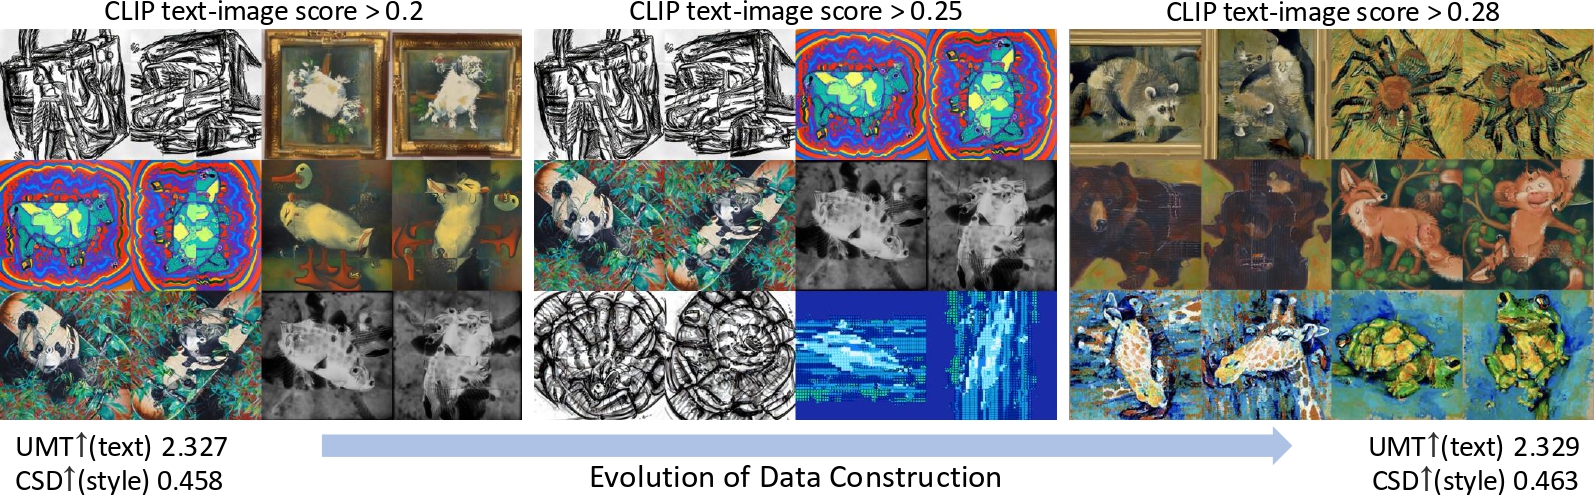 CLIP text-image score > 0.2
CLIP text-image score > 0.25
CLIP text-image score > 0.28
UMT↑(text) 2.327
CSD↑(style) 0.458
Evolution of Data Construction
UMT↑(text) 2.329
CSD↑(style) 0.463